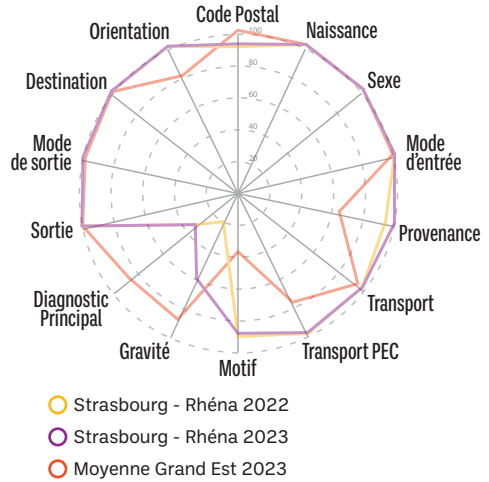 Code Postal
Naissance
Sexe
Mode
d'entrée
Provenance
Transport
Transport PEC
Motif
Gravité
Diagnostic
Principal
Sortie
Mode
de sortie
Destination
Orientation
100
80
60
40
20
Strasbourg - Rhéna 2022
Strasbourg - Rhéna 2023
Moyenne Grand Est 2023